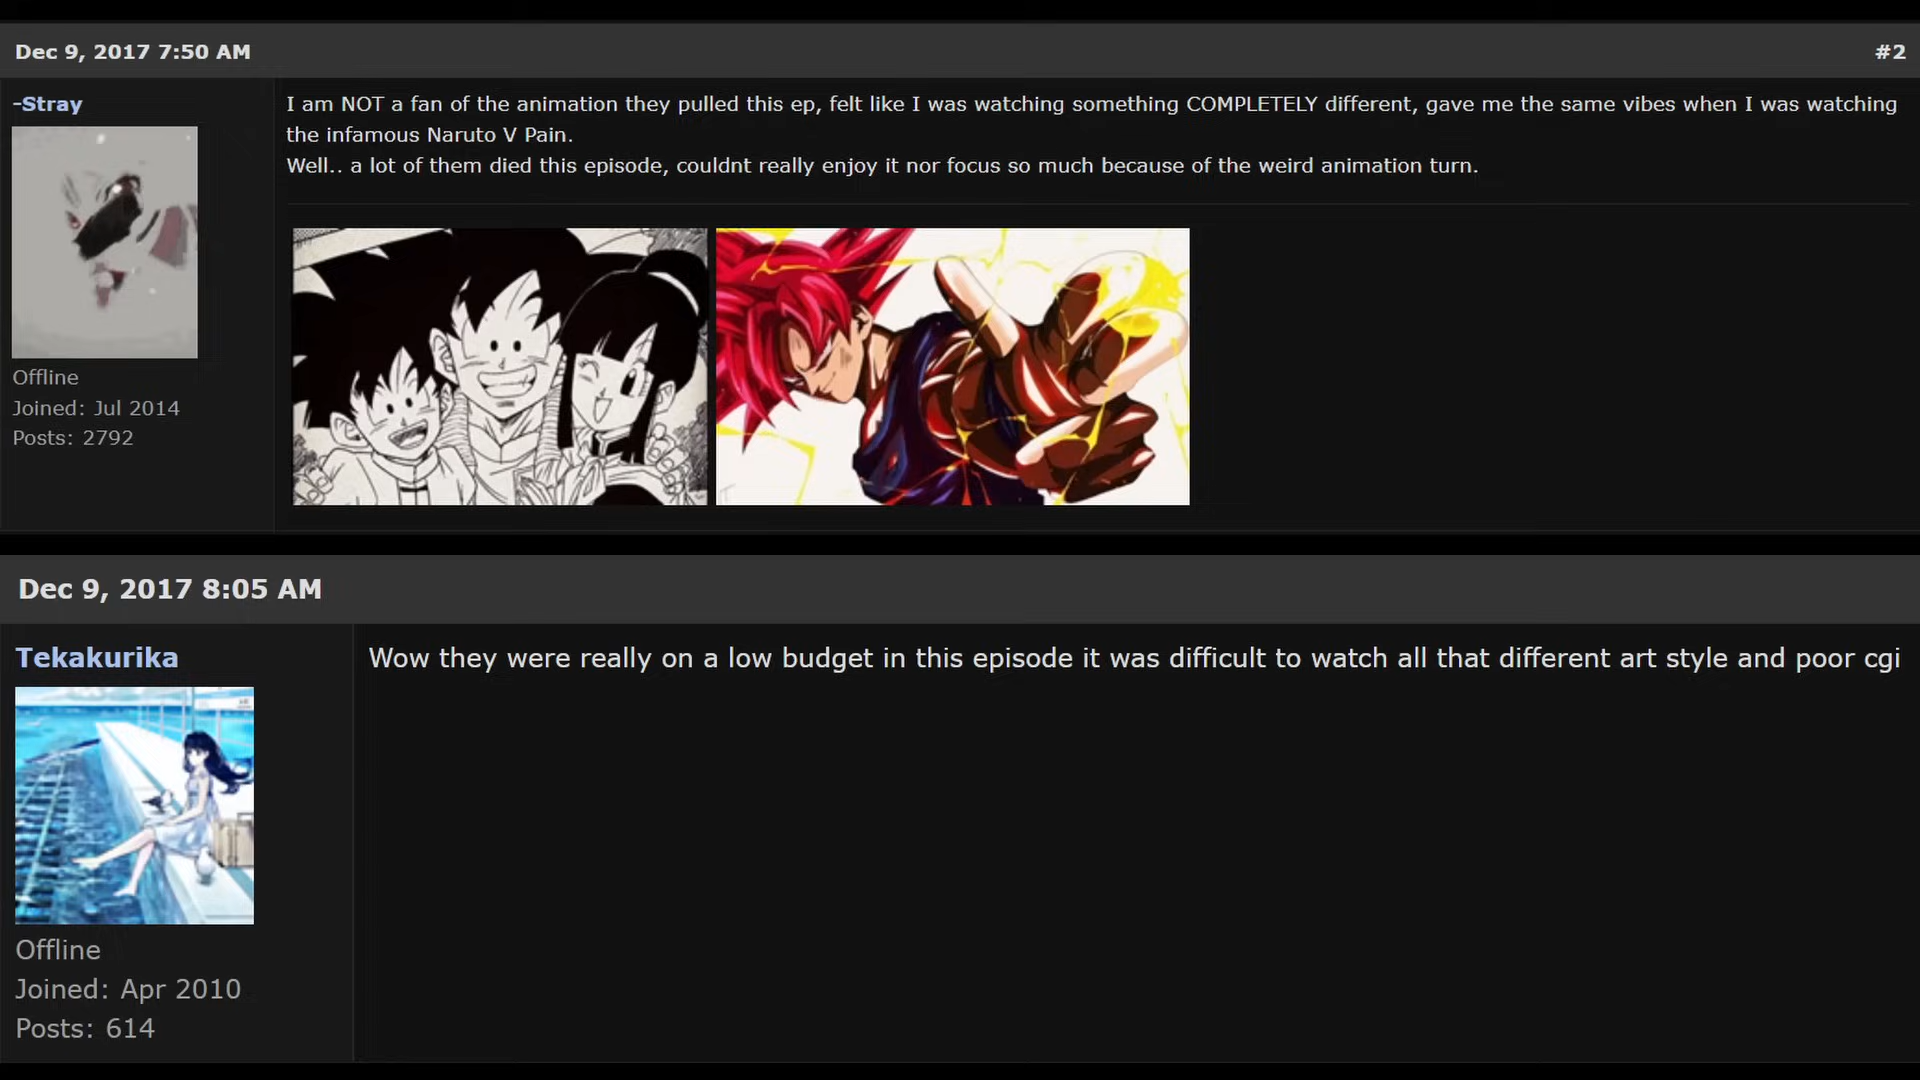 Dec 9, 2017 7:50 AM
#2
-Stray
I am NOT a fan of the animation they pulled this ep, felt like I was watching something COMPLETELY different, gave me the same vibes when I was watching
the infamous Naruto V Pain.
Well.. a lot of them died this episode, couldnt really enjoy it nor focus so much because of the weird animation turn.
Offline
Joined: Jul 2014
Posts: 2792
Dec 9, 2017 8:05 AM
Tekakurika
Wow they were really on a low budget in this episode it was difficult to watch all that different art style and poor cgi
Offline
Joined: Apr 2010
Posts: 614